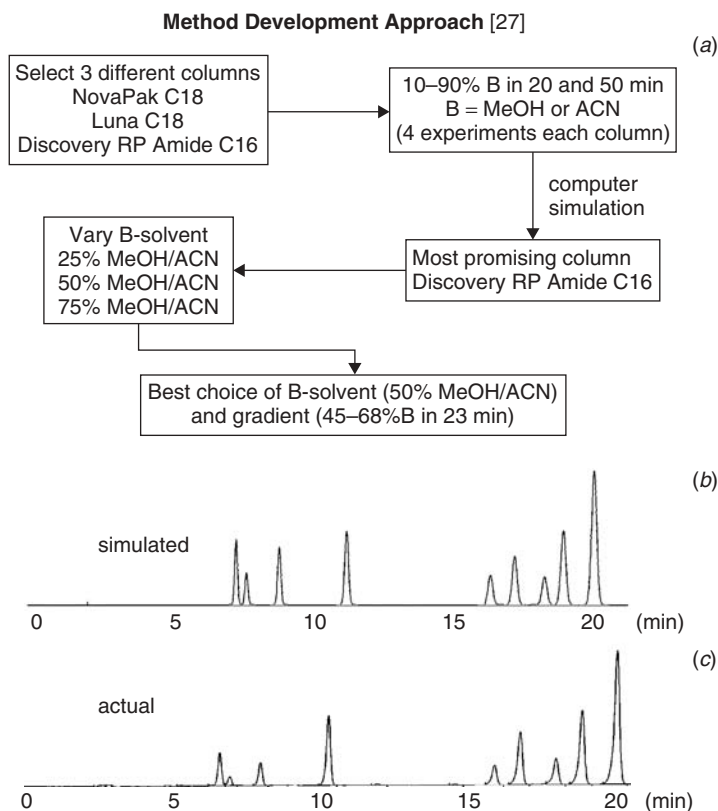 Method Development Approach [27]
(a)
Select 3 different columns
NovaPak C18
Luna C18
Discovery RP Amide C16
10–90% B in 20 and 50 min
B = MeOH or ACN
(4 experiments each column)
computer
simulation
Vary B-solvent
25% MeOH/ACN
50% MeOH/ACN
75% MeOH/ACN
Most promising column
Discovery RP Amide C16
Best choice of B-solvent (50% MeOH/ACN)
and gradient (45–68%B in 23 min)
(b)
simulated
0 5 10 15 20 (min)
(c)
actual
0 5 10 15 20 (min)